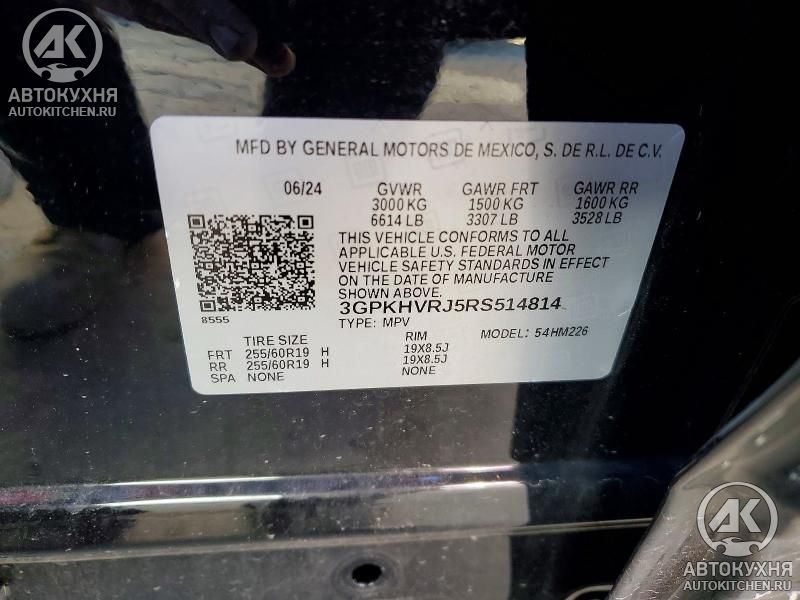 AK
АВТОКУХНЯ
AUTOKITCHEN.RU
MFD BY GENERAL MOTORS DE MEXICO, S. DE R.L. DE C.V.
06/24 GVWR GAWR FRT GAWR RR
3000 KG 1500 KG 1600 KG
6614 LB 3307 LB 3528 LB
THIS VEHICLE CONFORMS TO ALL
APPLICABLE U.S. FEDERAL MOTOR
VEHICLE SAFETY STANDARDS IN EFFECT
ON THE DATE OF MANUFACTURE
SHOWN ABOVE.
3GPKHVRJ5RS514814
8555
TYPE: MPV MODEL: 54HM226
TIRE SIZE RIM
FRT 255/60R19 H 19X8.5J
RR 255/60R19 H 19X8.5J
SPA NONE NONE
AK
АВТОКУХНЯ
AUTOKITCHEN.RU